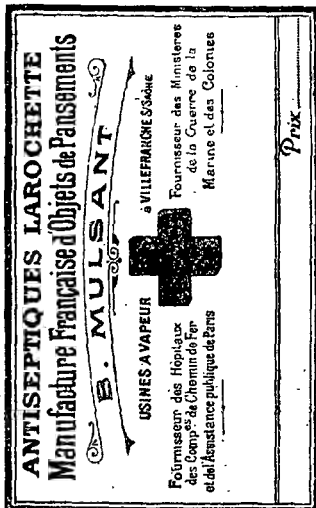 ANTISEPTIQUES LAROCHETTE
Manufacture Française d'Objets de Pansements
B. MULSANT
USINES A VAPEUR à VILLEFRANCHE S/SAÔNE
Fournisseur des Hôpitaux
des Comp.es de Chemin de Fer
et de l'Assistance publique de Paris
Fournisseur des Ministères
de la Guerre de la
Marine et des Colonies
Prix